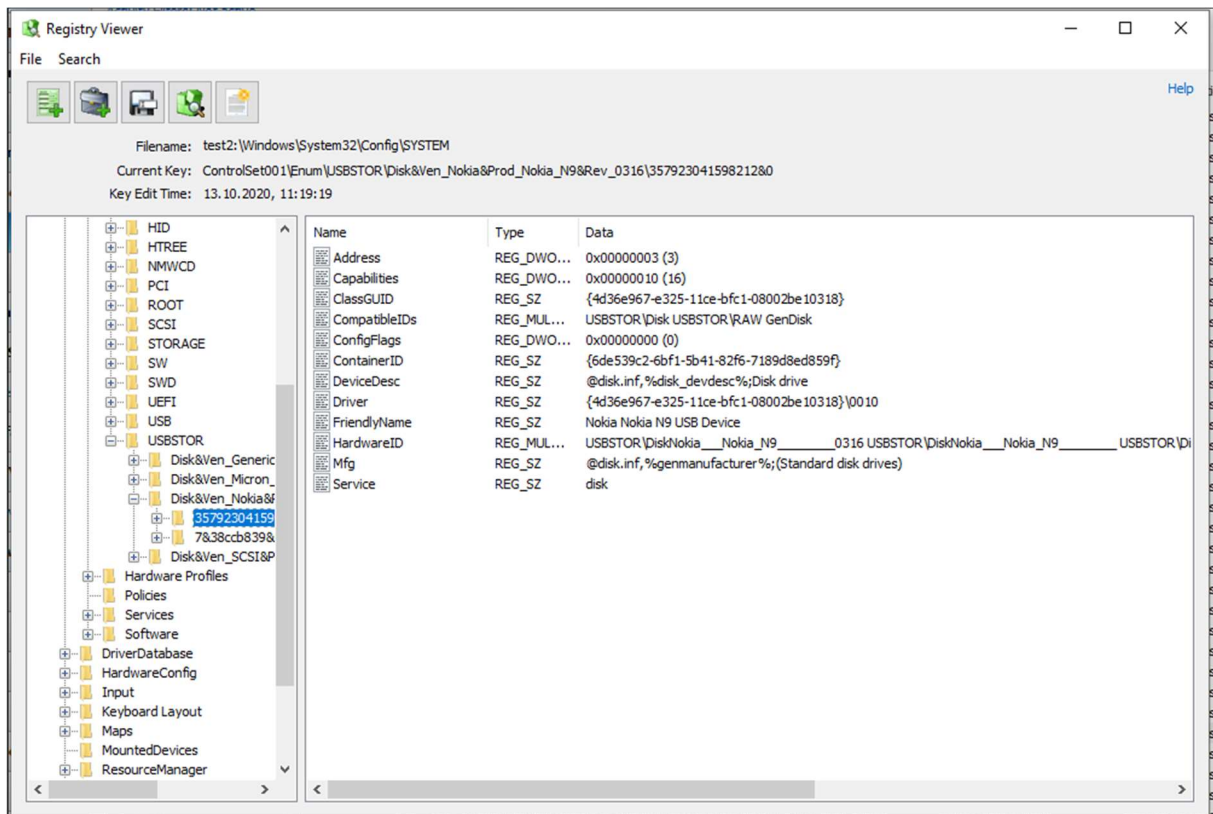 Registry Viewer
File Search
Help
Filename: test2:\Windows\System32\Config\SYSTEM
Current Key: ControlSet001\Enum\USBSTOR\Disk&Ven_Nokia&Prod_Nokia_N9&Rev_0316\357923041598212&0
Key Edit Time: 13.10.2020, 11:19:19
HID
HTREE
NMWCD
PCI
ROOT
SCSI
STORAGE
SW
SWD
UEFI
USB
USBSTOR
Disk&Ven_Generic
Disk&Ven_Micron_
Disk&Ven_Nokia&P
35792304159
7&38ccb839&
Disk&Ven_SCSI&P
Hardware Profiles
Policies
Services
Software
DriverDatabase
HardwareConfig
Input
Keyboard Layout
Maps
MountedDevices
ResourceManager
Name Type Data
Address REG_DWO... 0x00000003 (3)
Capabilities REG_DWO... 0x00000010 (16)
ClassGUID REG_SZ {4d36e967-e325-11ce-bfc1-08002be10318}
CompatibleIDs REG_MUL... USBSTOR\Disk USBSTOR\RAW GenDisk
ConfigFlags REG_DWO... 0x00000000 (0)
ContainerID REG_SZ {6de539c2-6bf1-5b41-82f6-7189d8ed859f}
DeviceDesc REG_SZ @disk.inf,%disk_devdesc%;Disk drive
Driver REG_SZ {4d36e967-e325-11ce-bfc1-08002be10318}\0010
FriendlyName REG_SZ Nokia Nokia N9 USB Device
HardwareID REG_MUL... USBSTOR\DiskNokia___Nokia_N9________0316 USBSTOR\DiskNokia___Nokia_N9________ USBSTOR\Di
Mfg REG_SZ @disk.inf,%genmanufacturer%;(Standard disk drives)
Service REG_SZ disk